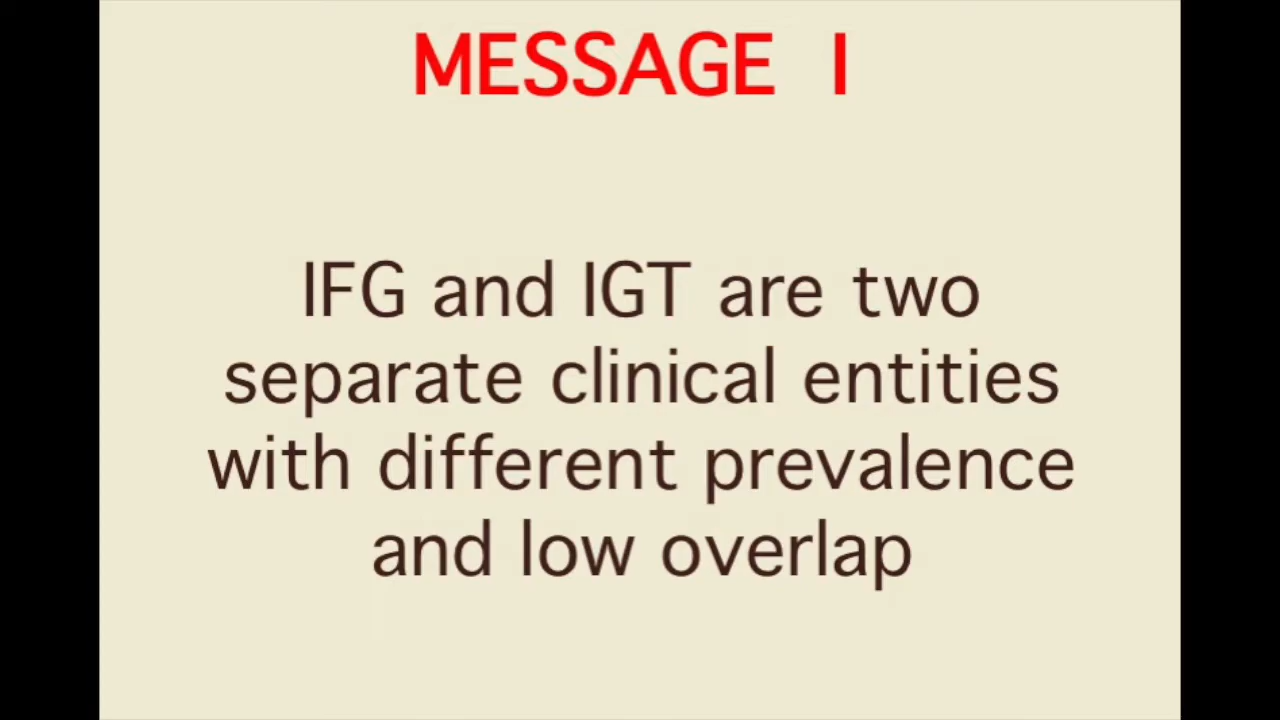 MESSAGE I
IFG and IGT are two
separate clinical entities
with different prevalence
and low overlap